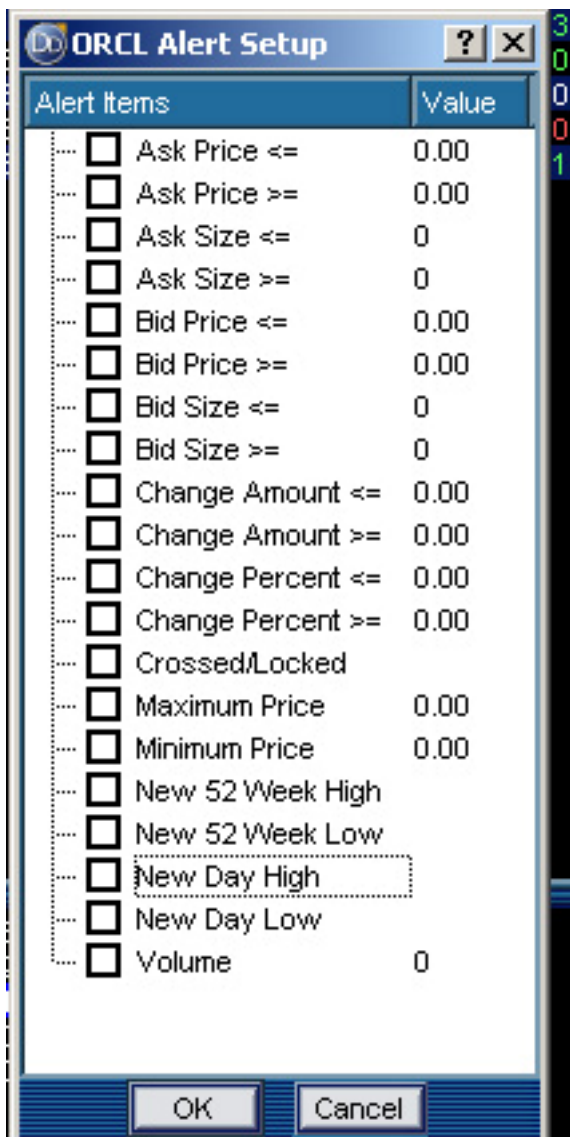 ORCL Alert Setup ? X
Alert Items Value
Ask Price <= 0.00
Ask Price >= 0.00
Ask Size <= 0
Ask Size >= 0
Bid Price <= 0.00
Bid Price >= 0.00
Bid Size <= 0
Bid Size >= 0
Change Amount <= 0.00
Change Amount >= 0.00
Change Percent <= 0.00
Change Percent >= 0.00
Crossed/Locked
Maximum Price 0.00
Minimum Price 0.00
New 52 Week High
New 52 Week Low
New Day High
New Day Low
Volume 0
OK Cancel
3
0
0
0
1